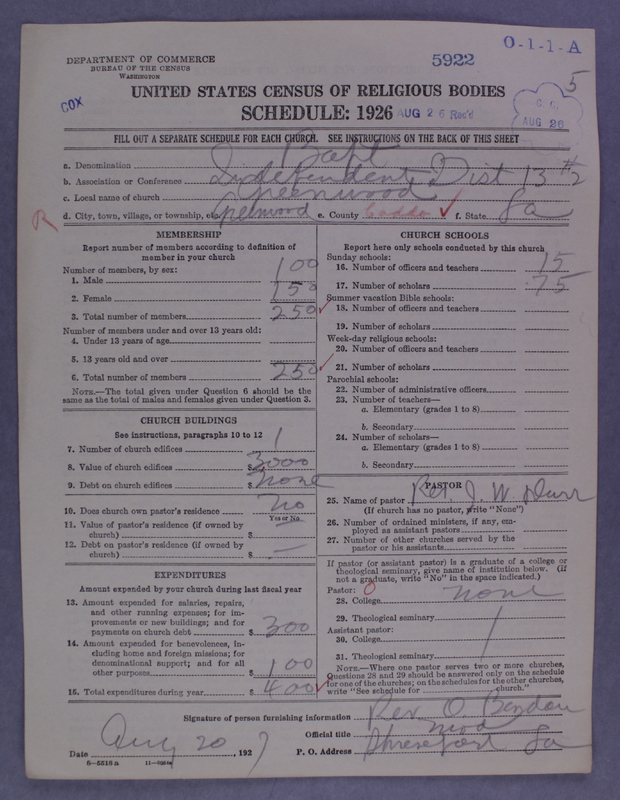 O-1-1-A
DEPARTMENT OF COMMERCE
BUREAU OF THE CENSUS
WASHINGTON
5922
5
COX
UNITED STATES CENSUS OF RELIGIOUS BODIES
SCHEDULE: 1926
AUG 26 Rec'd
AUG 26
FILL OUT A SEPARATE SCHEDULE FOR EACH CHURCH. SEE INSTRUCTIONS ON THE BACK OF THIS SHEET
a. Denomination Bapt
b. Association or Conference Independent Dist 13 #2
c. Local name of church Greenwood
R d. City, town, village, or township, etc. Greenwood e. County Caddo ✓ f. State La
MEMBERSHIP
Report number of members according to definition of
member in your church
Number of members, by sex:
1. Male 100
2. Female 150
3. Total number of members 250 ✓
Number of members under and over 13 years old:
4. Under 13 years of age
5. 13 years old and over
6. Total number of members 250 ✓
NOTE.—The total given under Question 6 should be the
same as the total of males and females given under Question 3.
CHURCH BUILDINGS
See instructions, paragraphs 10 to 12
7. Number of church edifices 1
8. Value of church edifices $ 3000
9. Debt on church edifices $ None
10. Does church own pastor's residence no
Yes or No
11. Value of pastor's residence (if owned by
church) $
12. Debt on pastor's residence (if owned by
church) $ —
EXPENDITURES
Amount expended by your church during last fiscal year
13. Amount expended for salaries, repairs,
and other running expenses; for im-
provements or new buildings; and for
payments on church debt $ 300
14. Amount expended for benevolences, in-
cluding home and foreign missions; for
denominational support; and for all
other purposes $ 100
15. Total expenditures during year $ 400 ✓
CHURCH SCHOOLS
Report here only schools conducted by this church
Sunday schools:
16. Number of officers and teachers 15
17. Number of scholars 75
Summer vacation Bible schools:
18. Number of officers and teachers
19. Number of scholars
Week-day religious schools:
20. Number of officers and teachers
21. Number of scholars
Parochial schools:
22. Number of administrative officers
23. Number of teachers—
a. Elementary (grades 1 to 8)
b. Secondary
24. Number of scholars—
a. Elementary (grades 1 to 8)
b. Secondary
PASTOR
25. Name of pastor Rev. J. W. Durr
(If church has no pastor, write "None")
26. Number of ordained ministers, if any, em-
ployed as assistant pastors
27. Number of other churches served by the
pastor or his assistants
If pastor (or assistant pastor) is a graduate of a college or
theological seminary, give name of institution below. (If
not a graduate, write "No" in the space indicated.)
Pastor: 0
28. College none
29. Theological seminary
Assistant pastor:
30. College
31. Theological seminary
NOTE.—Where one pastor serves two or more churches,
Questions 28 and 29 should be answered only on the schedule
for one of the churches; on the schedules for the other churches,
write "See schedule for church."
Signature of person furnishing information Rev O.
Official title mod
Date Aug 20 1927 P. O. Address Shreveport La